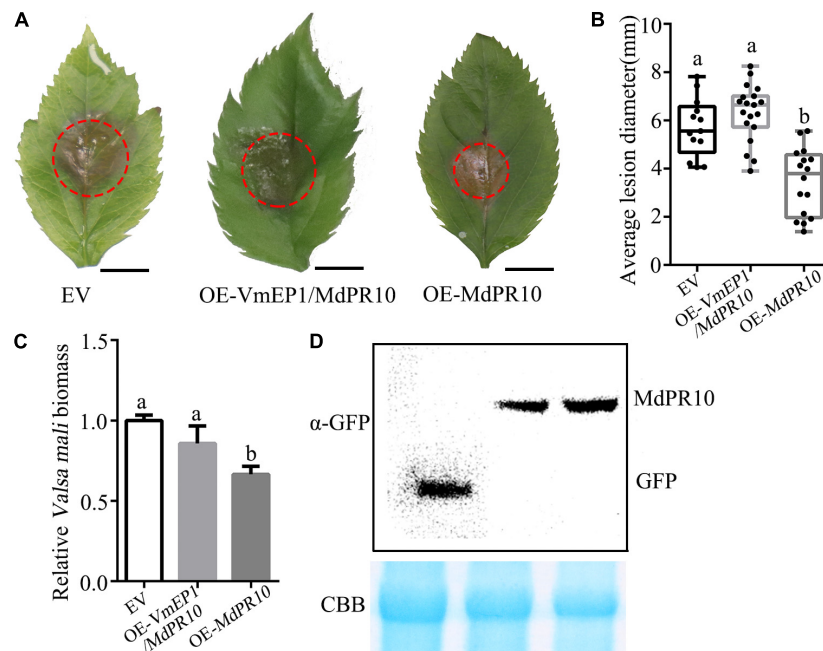 A
EV
OE-VmEP1/MdPR10
OE-MdPR10
B
Average lesion diameter(mm)
10
8
6
4
2
0
a
a
b
EV
OE-VmEP1
/MdPR10
OE-MdPR10
C
Relative Valsa mali biomass
1.5
1.0
0.5
0.0
a
a
b
EV
OE-VmEP1
/MdPR10
OE-MdPR10
D
α-GFP
MdPR10
GFP
CBB